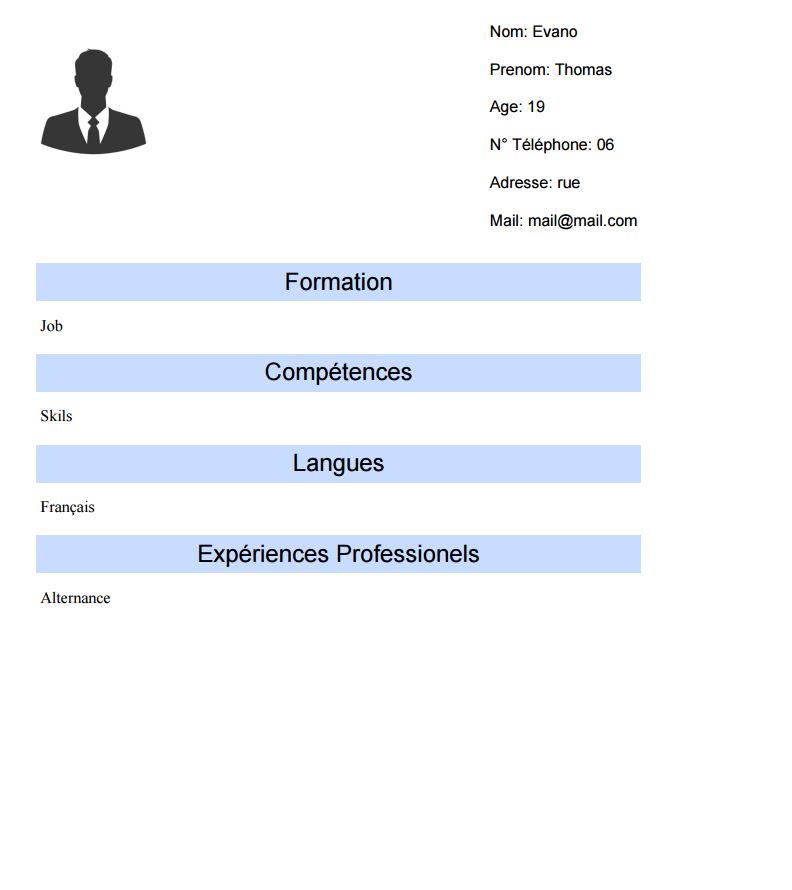 Nom: Evano
Prenom: Thomas
Age: 19
N° Téléphone: 06
Adresse: rue
Mail: mail@mail.com
Formation
Job
Compétences
Skils
Langues
Français
Expériences Professionels
Alternance